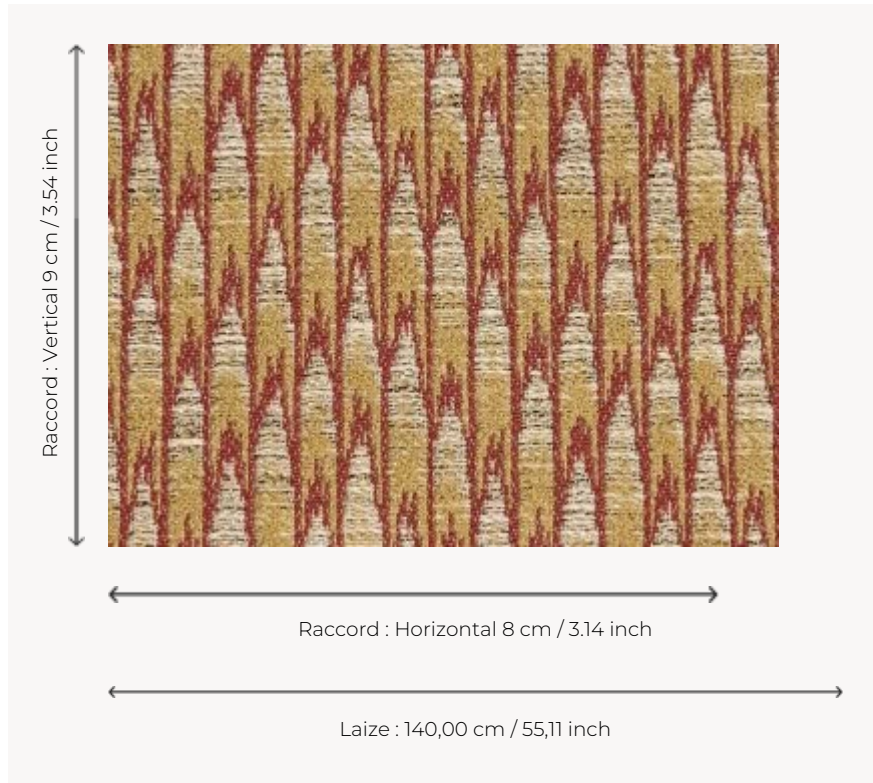 Raccord : Vertical 9 cm / 3.54 inch
Raccord : Horizontal 8 cm / 3.14 inch
Laize : 140,00 cm / 55,11 inch